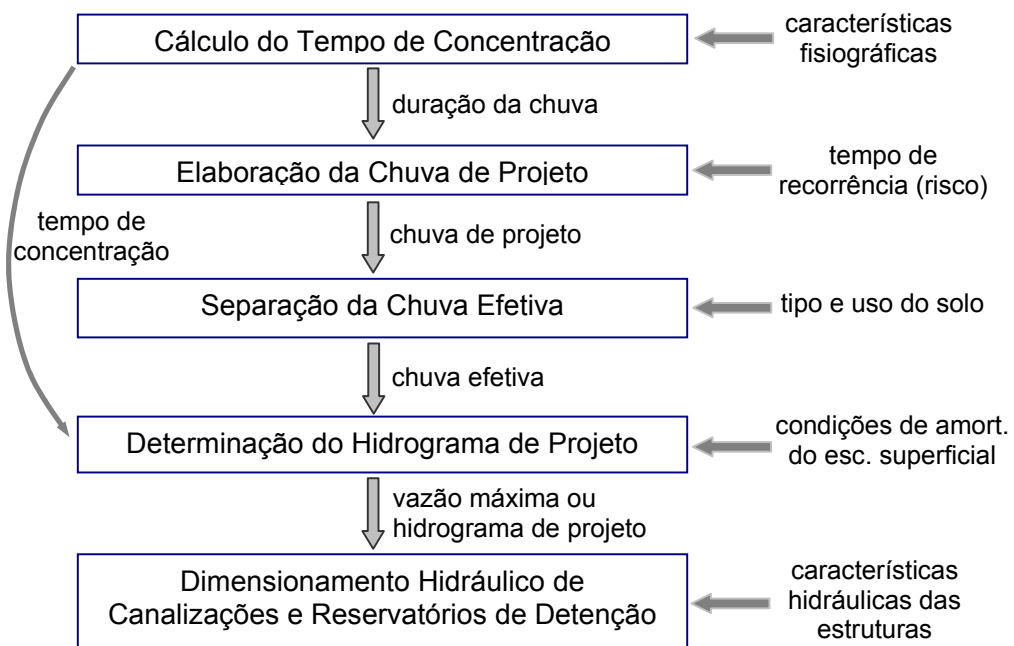 Cálculo do Tempo de Concentração
características
fisiográficas
duração da chuva
Elaboração da Chuva de Projeto
tempo de
recorrência (risco)
tempo de
concentração
chuva de projeto
Separação da Chuva Efetiva
tipo e uso do solo
chuva efetiva
Determinação do Hidrograma de Projeto
condições de amort.
do esc. superficial
vazão máxima ou
hidrograma de projeto
Dimensionamento Hidráulico de
Canalizações e Reservatórios de Detenção
características
hidráulicas das
estruturas